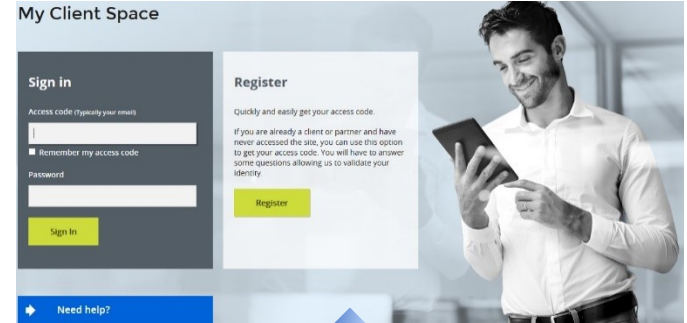 My Client Space
Sign in
Access code (Typically your email)
Remember my access code
Password
Sign In
Need help?
Register
Quickly and easily get your access code.
If you are already a client or partner and have
never accessed the site, you can use this option
to get your access code. You will have to answer
some questions allowing us to validate your
identity.
Register